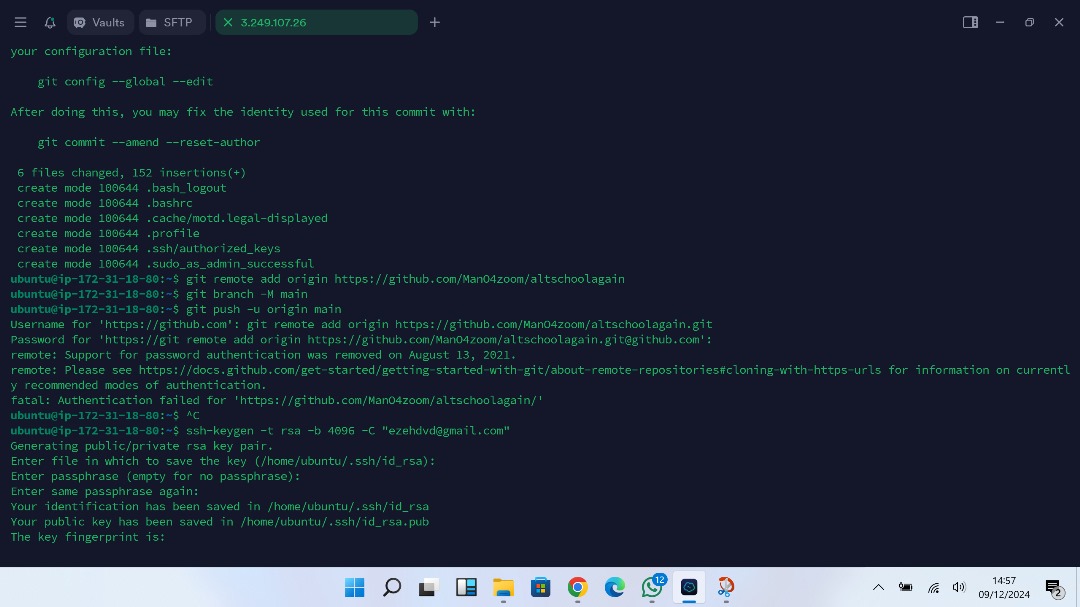 Vaults SFTP 3.249.107.26
your configuration file:
git config --global --edit
After doing this, you may fix the identity used for this commit with:
git commit --amend --reset-author
6 files changed, 152 insertions(+)
create mode 100644 .bash_logout
create mode 100644 .bashrc
create mode 100644 .cache/motd.legal-displayed
create mode 100644 .profile
create mode 100644 .ssh/authorized_keys
create mode 100644 .sudo_as_admin_successful
ubuntu@ip-172-31-18-80:~$ git remote add origin https://github.com/Man04zoom/altschoolagain
ubuntu@ip-172-31-18-80:~$ git branch -M main
ubuntu@ip-172-31-18-80:~$ git push -u origin main
Username for 'https://github.com': git remote add origin https://github.com/Man04zoom/altschoolagain.git
Password for 'https://git remote add origin https://github.com/Man04zoom/altschoolagain.git@github.com':
remote: Support for password authentication was removed on August 13, 2021.
remote: Please see https://docs.github.com/get-started/getting-started-with-git/about-remote-repositories#cloning-with-https-urls for information on currentl
y recommended modes of authentication.
fatal: Authentication failed for 'https://github.com/Man04zoom/altschoolagain/'
ubuntu@ip-172-31-18-80:~$ ^C
ubuntu@ip-172-31-18-80:~$ ssh-keygen -t rsa -b 4096 -C "ezehdvd@gmail.com"
Generating public/private rsa key pair.
Enter file in which to save the key (/home/ubuntu/.ssh/id_rsa):
Enter passphrase (empty for no passphrase):
Enter same passphrase again:
Your identification has been saved in /home/ubuntu/.ssh/id_rsa
Your public key has been saved in /home/ubuntu/.ssh/id_rsa.pub
The key fingerprint is:
12
14:57
09/12/2024
2